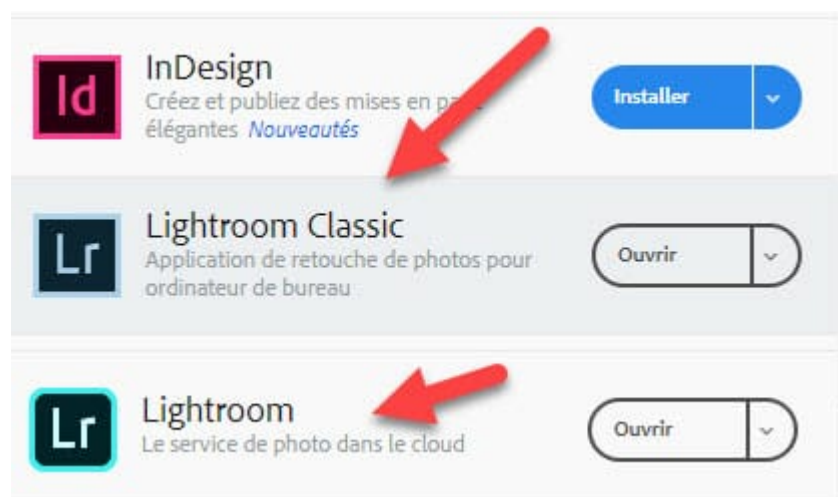 Id
InDesign
Créez et publiez des mises en
élégantes Nouveautés
Installer
Lr
Lightroom Classic
Application de retouche de photos pour
ordinateur de bureau
Ouvrir
Lr
Lightroom
Le service de photo dans le cloud
Ouvrir